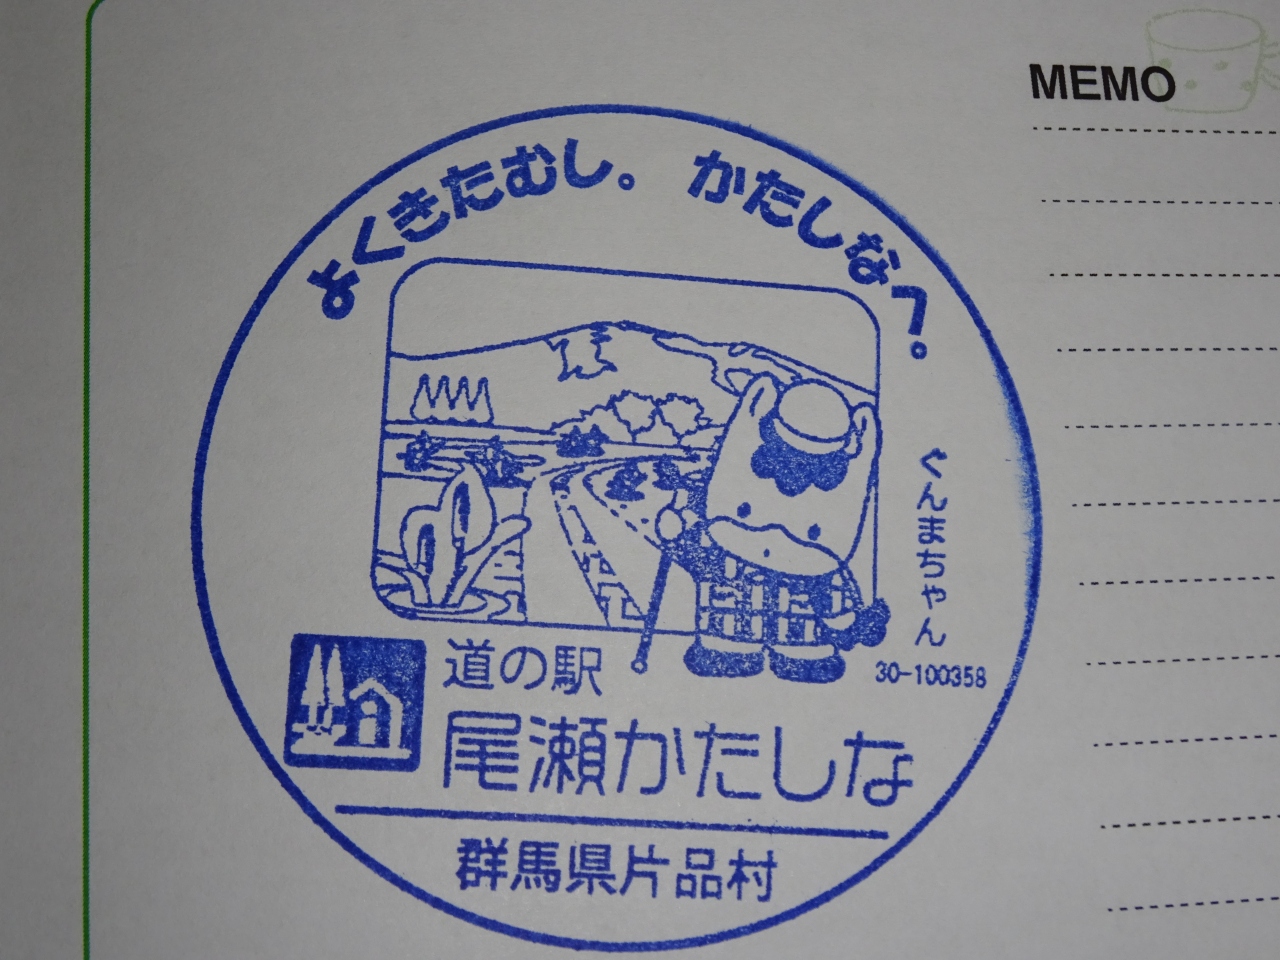 MEMO
よくきたむし。 かたしなへ。
ぐんまちゃん
30-100358
道の駅
尾瀬かたしな
群馬県片品村